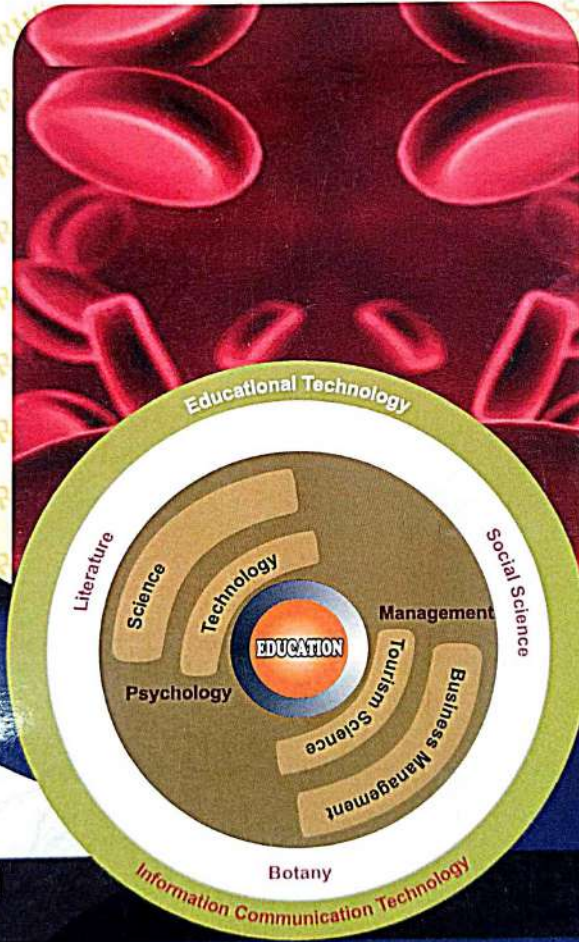 Educational Technology
Literature
Social Science
Science
Technology
EDUCATION
Management
Psychology
Tourism Science
Business Management
Botany
Information Communication Technology